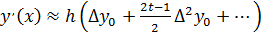 y′(x) ≈ h (Δy₀ + (2t−1)/2 Δ²y₀ + ⋯)